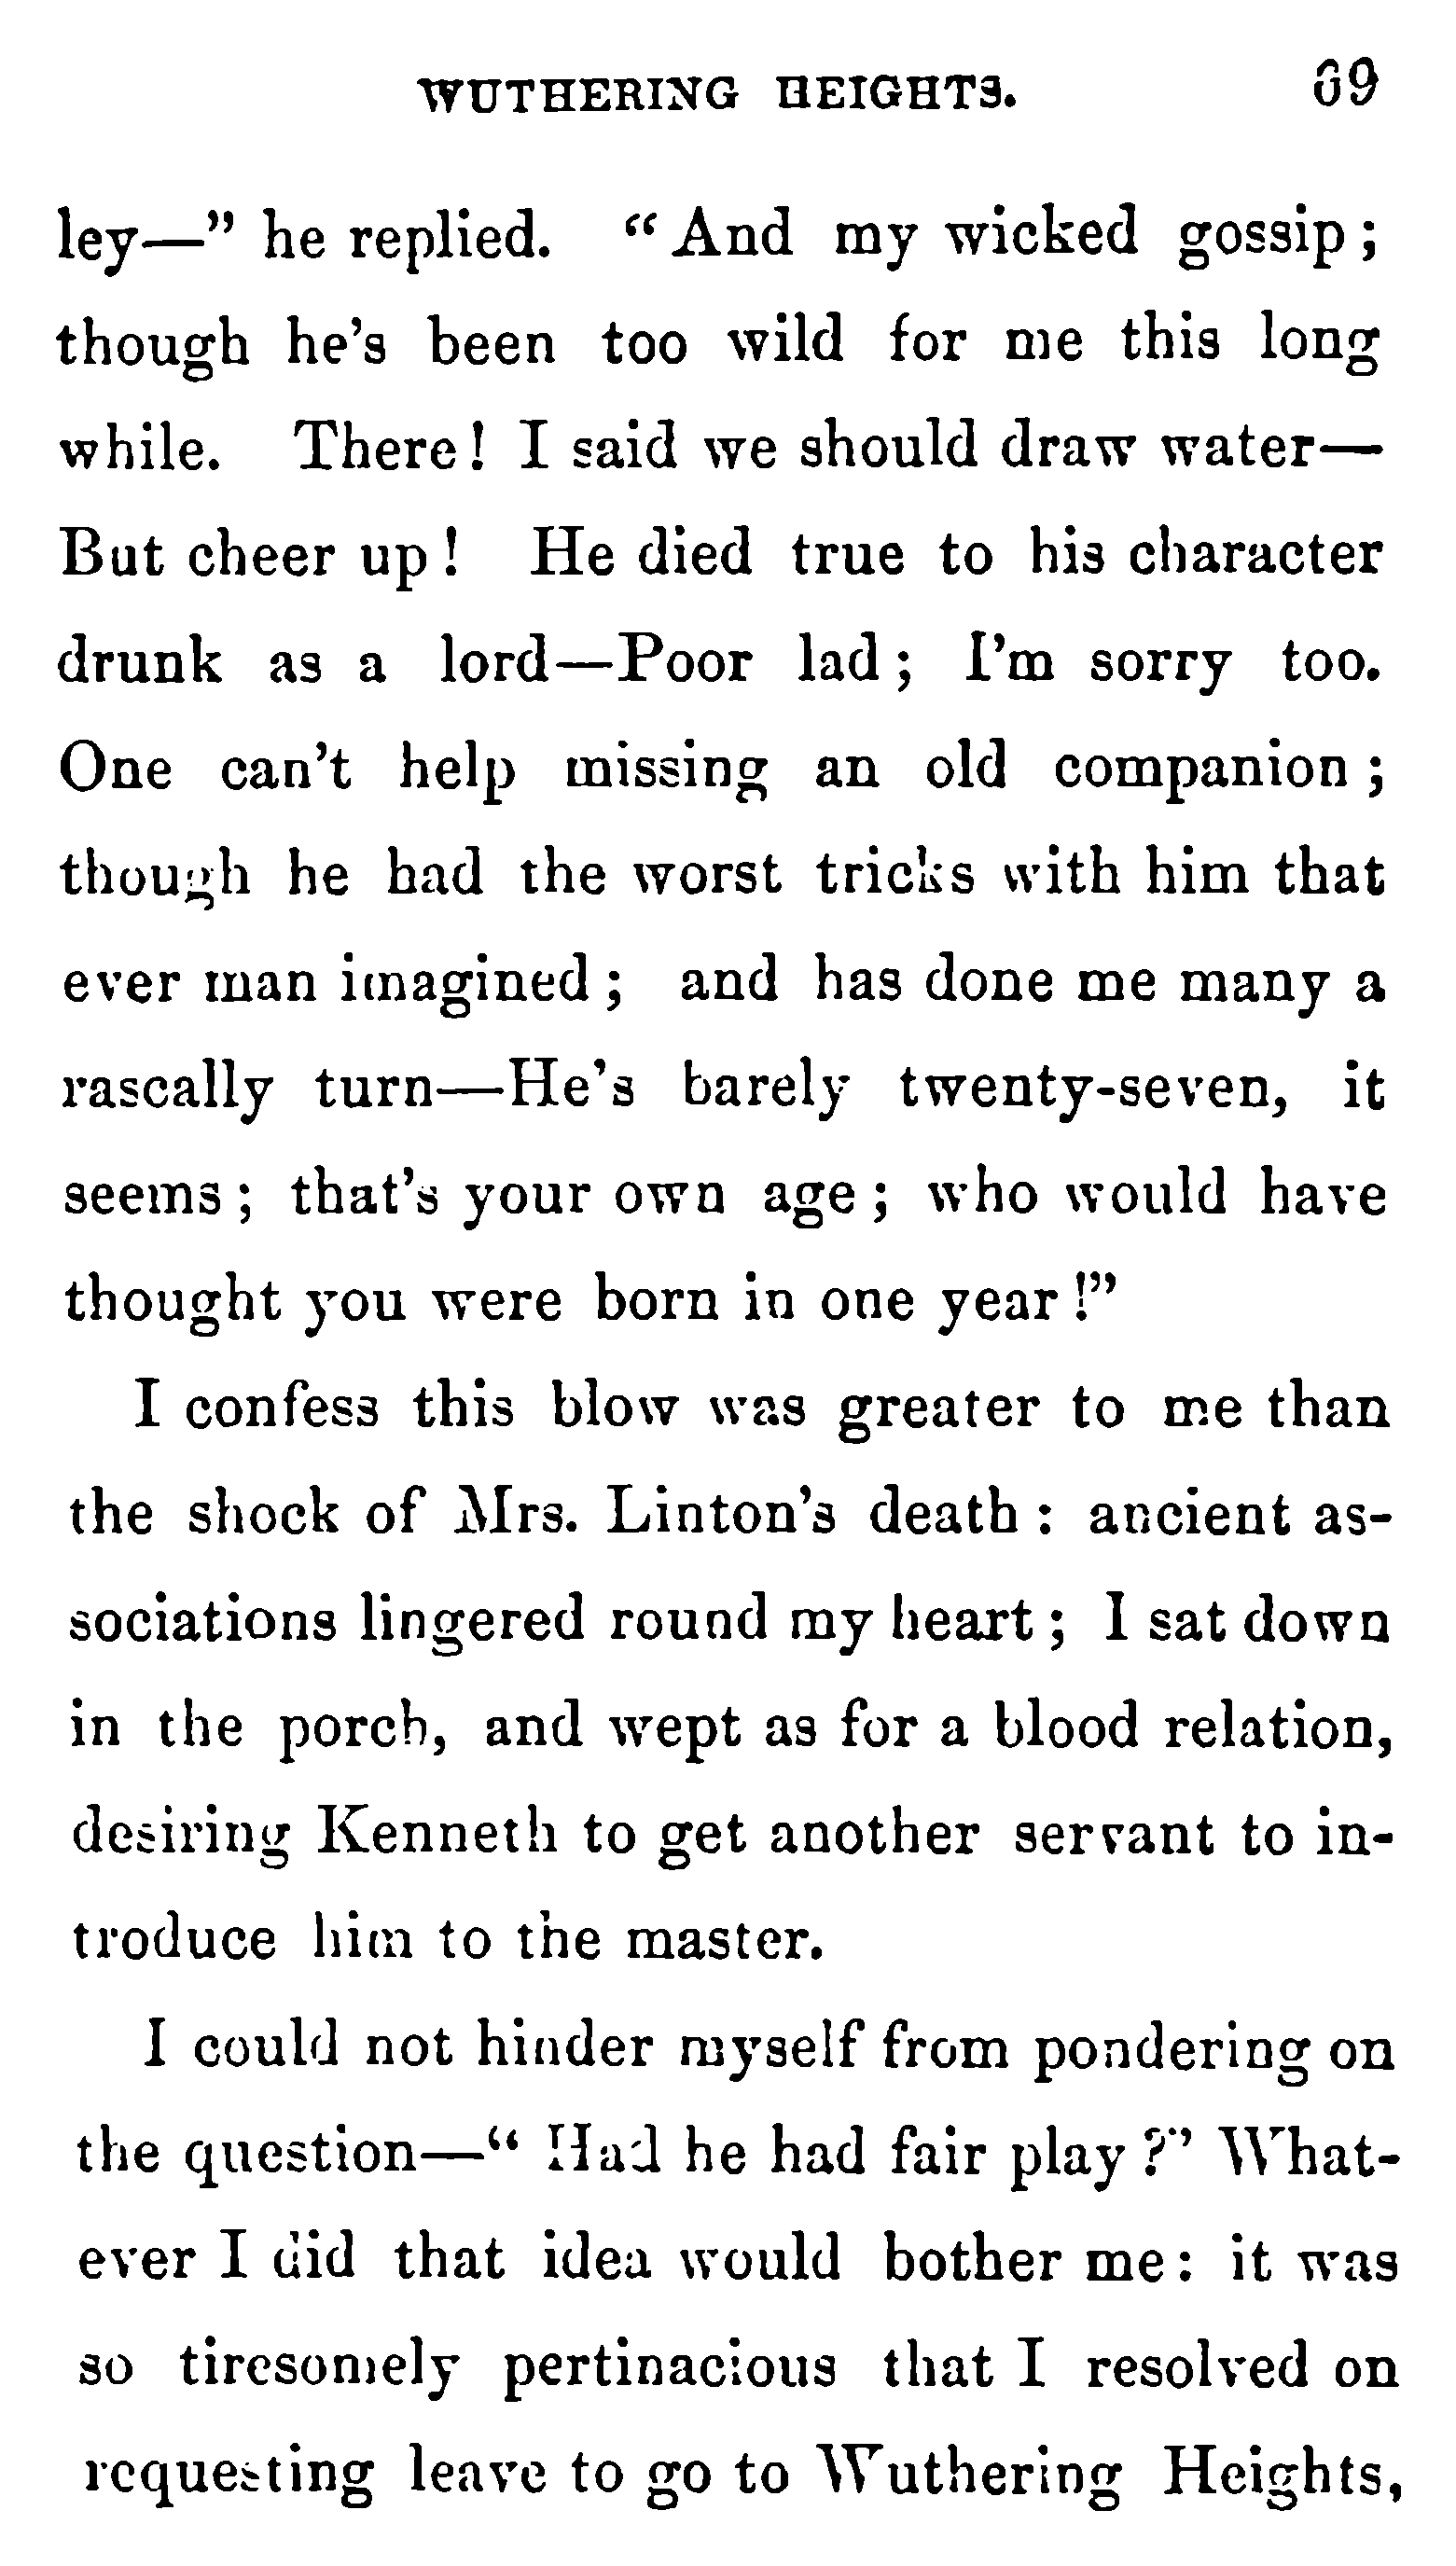 WUTHERING HEIGHTS. 69
ley—” he replied. “And my wicked gossip;
though he's been too wild for me this long
while. There! I said we should draw water—
But cheer up! He died true to his character
drunk as a lord—Poor lad; I'm sorry too.
One can't help missing an old companion;
though he had the worst tricks with him that
ever man imagined; and has done me many a
rascally turn—He's barely twenty-seven, it
seems; that's your own age; who would have
thought you were born in one year!”
I confess this blow was greater to me than
the shock of Mrs. Linton's death: ancient as-
sociations lingered round my heart; I sat down
in the porch, and wept as for a blood relation,
desiring Kenneth to get another servant to in-
troduce him to the master.
I could not hinder myself from pondering on
the question—“Had he had fair play?” What-
ever I did that idea would bother me: it was
so tiresomely pertinacious that I resolved on
requesting leave to go to Wuthering Heights,